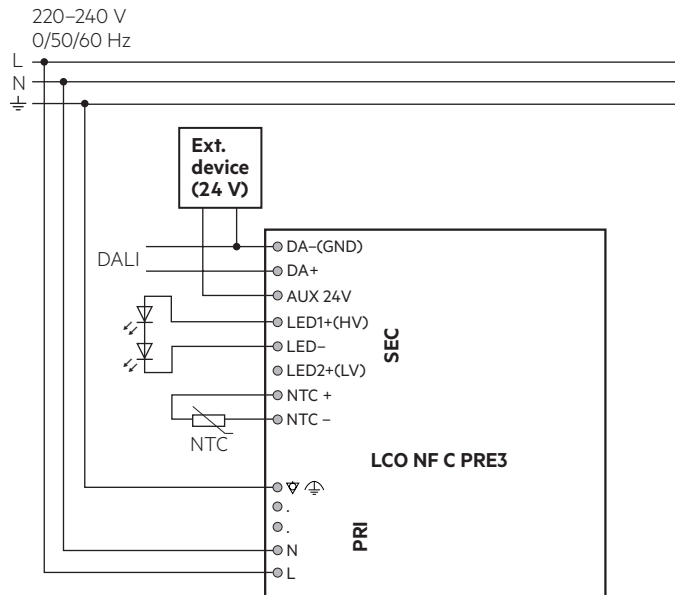 220–240 V
0/50/60 Hz
L
N
Ext.
device
(24 V)
DALI
DA–(GND)
DA+
AUX 24V
LED1+(HV)
LED–
LED2+(LV)
NTC +
NTC –
NTC
SEC
LCO NF C PRE3
.
.
PRI
N
L